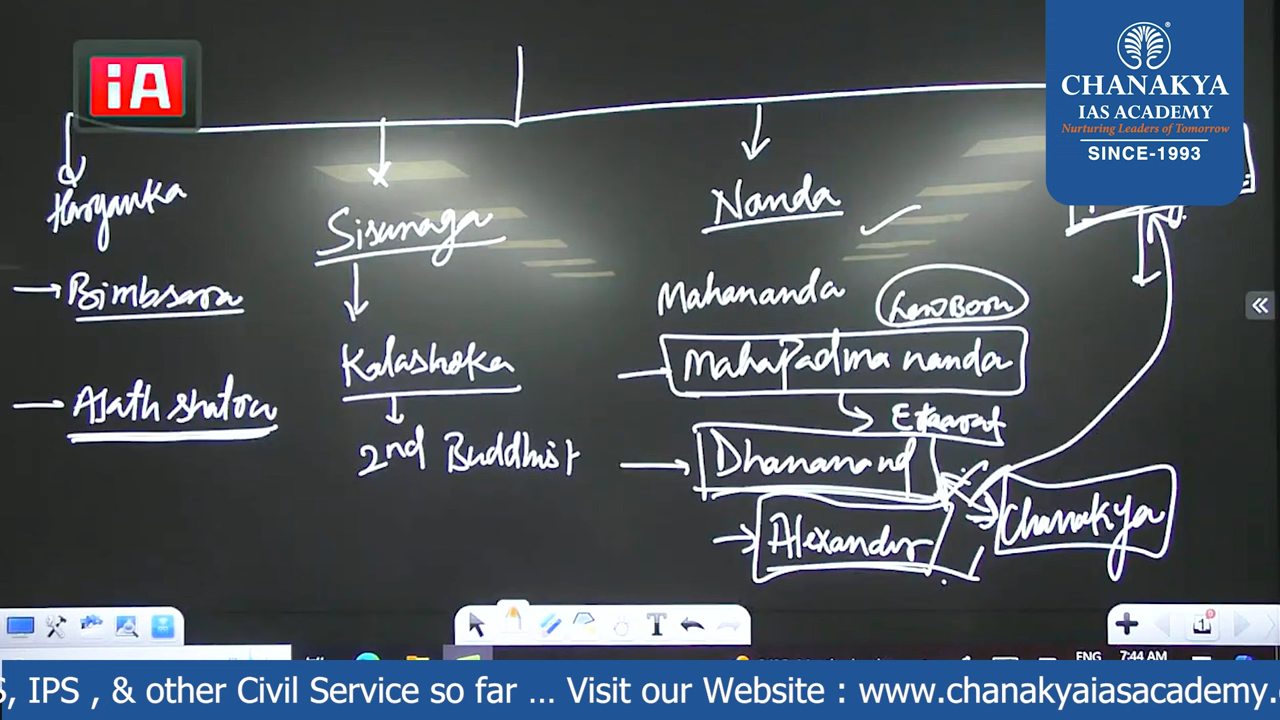 iA
CHANAKYA
IAS ACADEMY
Nurturing Leaders of Tomorrow
SINCE-1993
Haryanka
Sisunaga
Nanda
Bimbsara
Mahananda
Low Born
Kalashoka
Mahapadma nanda
Ajath shatru
Ekaarat
2nd Buddhist
Dhananand
Alexander
Chanakya
T
1
ENG
7:44 AM
S, IPS , & other Civil Service so far ... Visit our Website : www.chanakyaiasacademy.